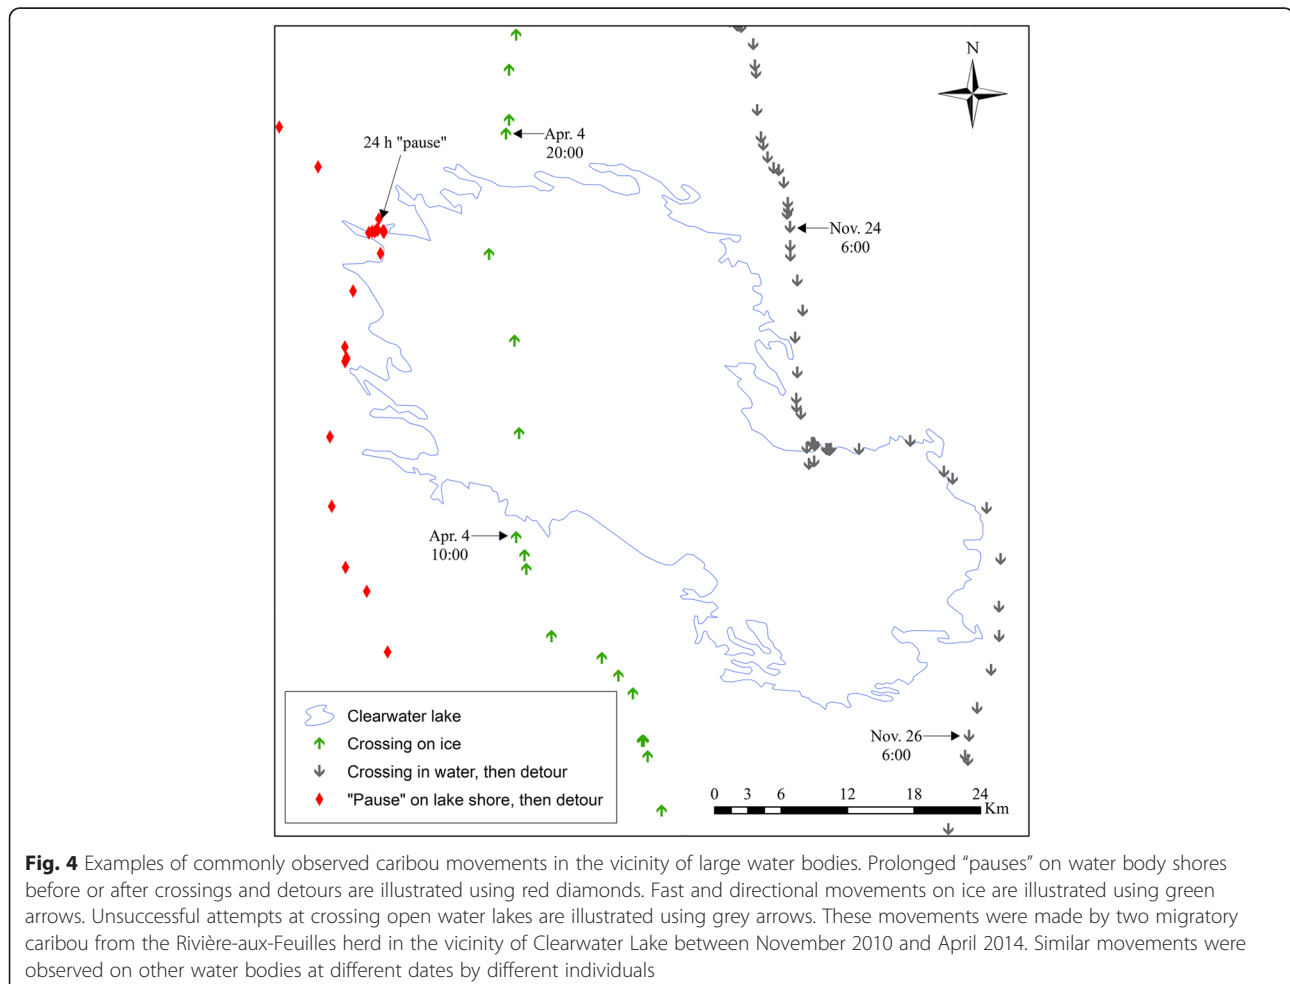 N
Apr. 4
20:00
24 h "pause"
Nov. 24
6:00
Apr. 4
10:00
Nov. 26
6:00
Clearwater lake
Crossing on ice
Crossing in water, then detour
"Pause" on lake shore, then detour
0 3 6 12 18 24
Km
Fig. 4 Examples of commonly observed caribou movements in the vicinity of large water bodies. Prolonged “pauses” on water body shores
before or after crossings and detours are illustrated using red diamonds. Fast and directional movements on ice are illustrated using green
arrows. Unsuccessful attempts at crossing open water lakes are illustrated using grey arrows. These movements were made by two migratory
caribou from the Rivière-aux-Feuilles herd in the vicinity of Clearwater Lake between November 2010 and April 2014. Similar movements were
observed on other water bodies at different dates by different individuals